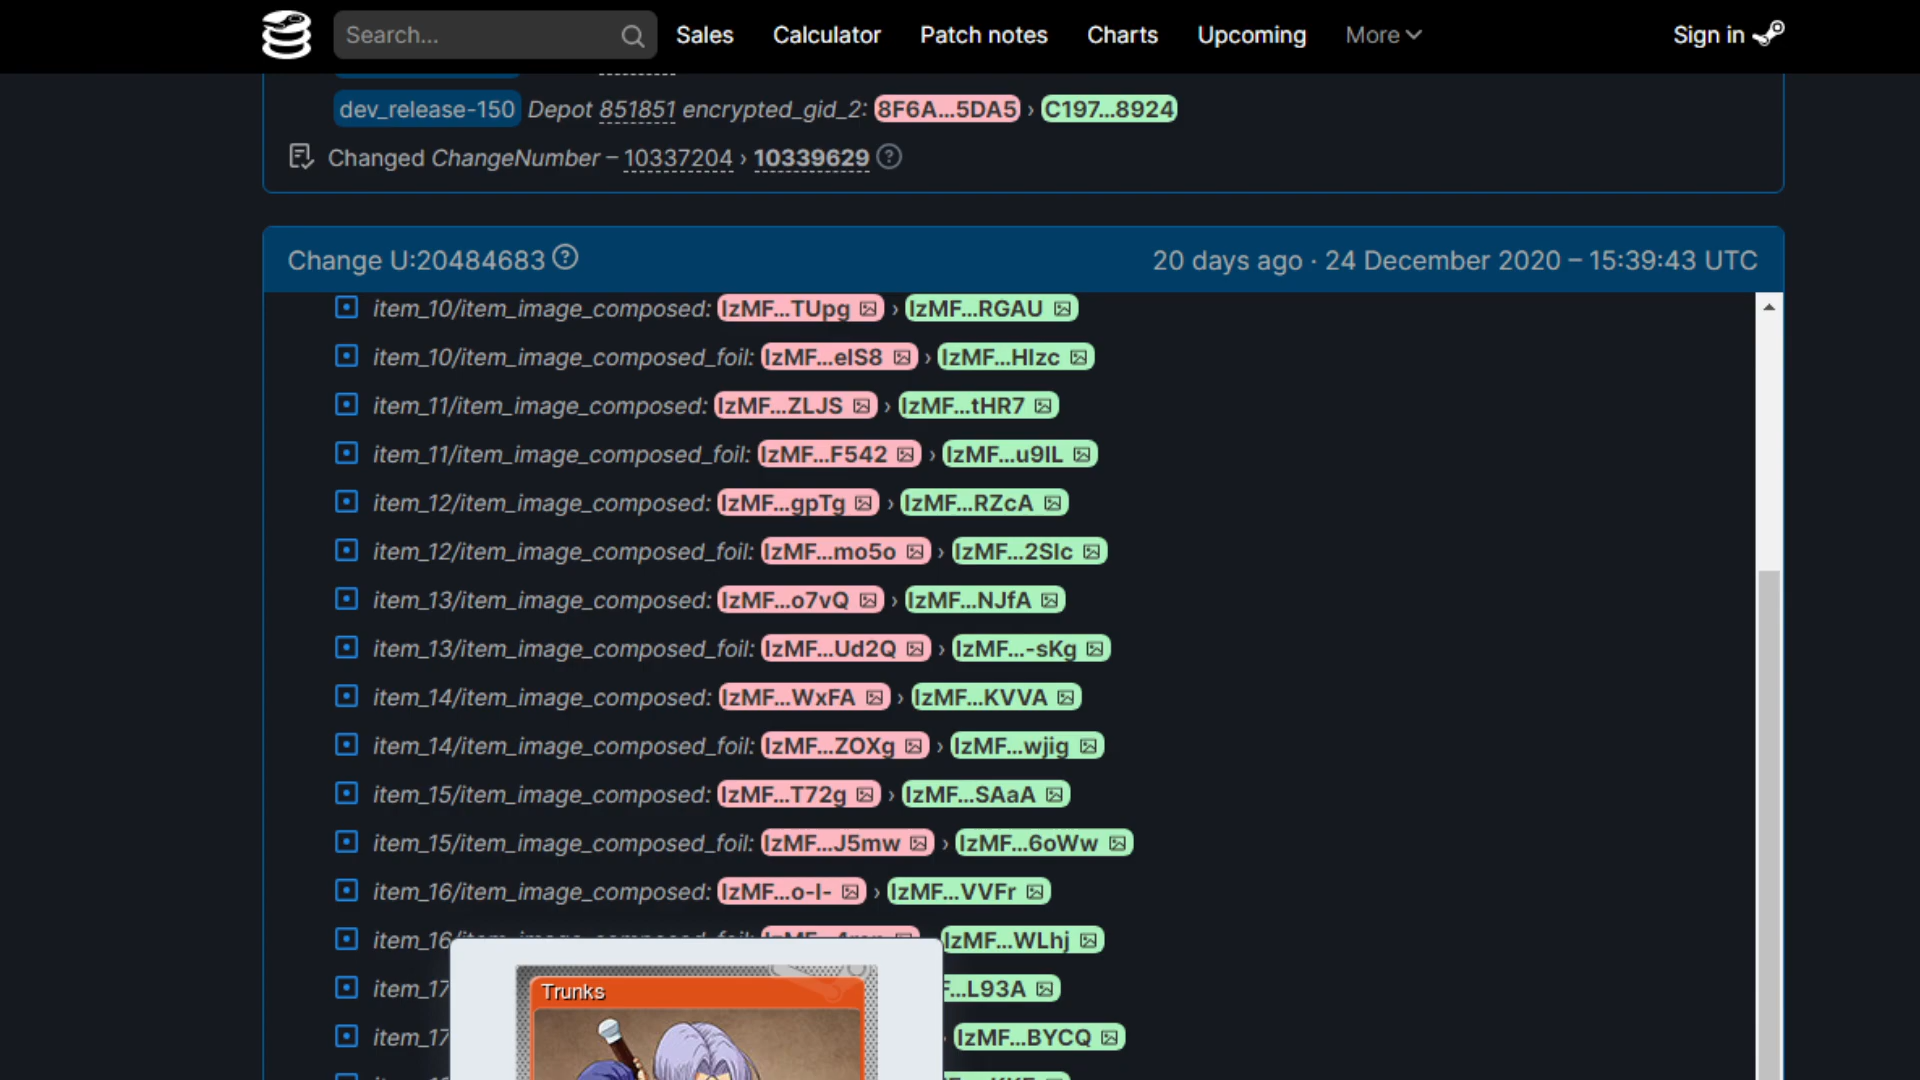 Search... Sales Calculator Patch notes Charts Upcoming More Sign in
dev_release-150 Depot 851851 encrypted_gid_2: 8F6A...5DA5 › C197...8924
Changed ChangeNumber – 10337204 › 10339629
Change U:20484683 20 days ago · 24 December 2020 – 15:39:43 UTC
item_10/item_image_composed: IzMF...TUpg › IzMF...RGAU
item_10/item_image_composed_foil: IzMF...eIS8 › IzMF...HIzc
item_11/item_image_composed: IzMF...ZLJS › IzMF...tHR7
item_11/item_image_composed_foil: IzMF...F542 › IzMF...u9IL
item_12/item_image_composed: IzMF...gpTg › IzMF...RZcA
item_12/item_image_composed_foil: IzMF...mo5o › IzMF...2SIc
item_13/item_image_composed: IzMF...o7vQ › IzMF...NJfA
item_13/item_image_composed_foil: IzMF...Ud2Q › IzMF...-sKg
item_14/item_image_composed: IzMF...WxFA › IzMF...KVVA
item_14/item_image_composed_foil: IzMF...ZOXg › IzMF...wjig
item_15/item_image_composed: IzMF...T72g › IzMF...SAaA
item_15/item_image_composed_foil: IzMF...J5mw › IzMF...6oWw
item_16/item_image_composed: IzMF...o-I- › IzMF...VVFr
item_16 IzMF...WLhj
item_17 F...L93A
Trunks
item_17 IzMF...BYCQ